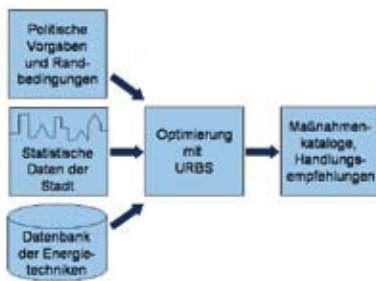 Politische
Vorgaben
und Rand-
bedingungen
Statistische
Daten der
Stadt
Datenbank
der Energie-
techniken
Optimierung
mit
URBS
Maßnahmen-
kataloge,
Handlungs-
empfehlungen